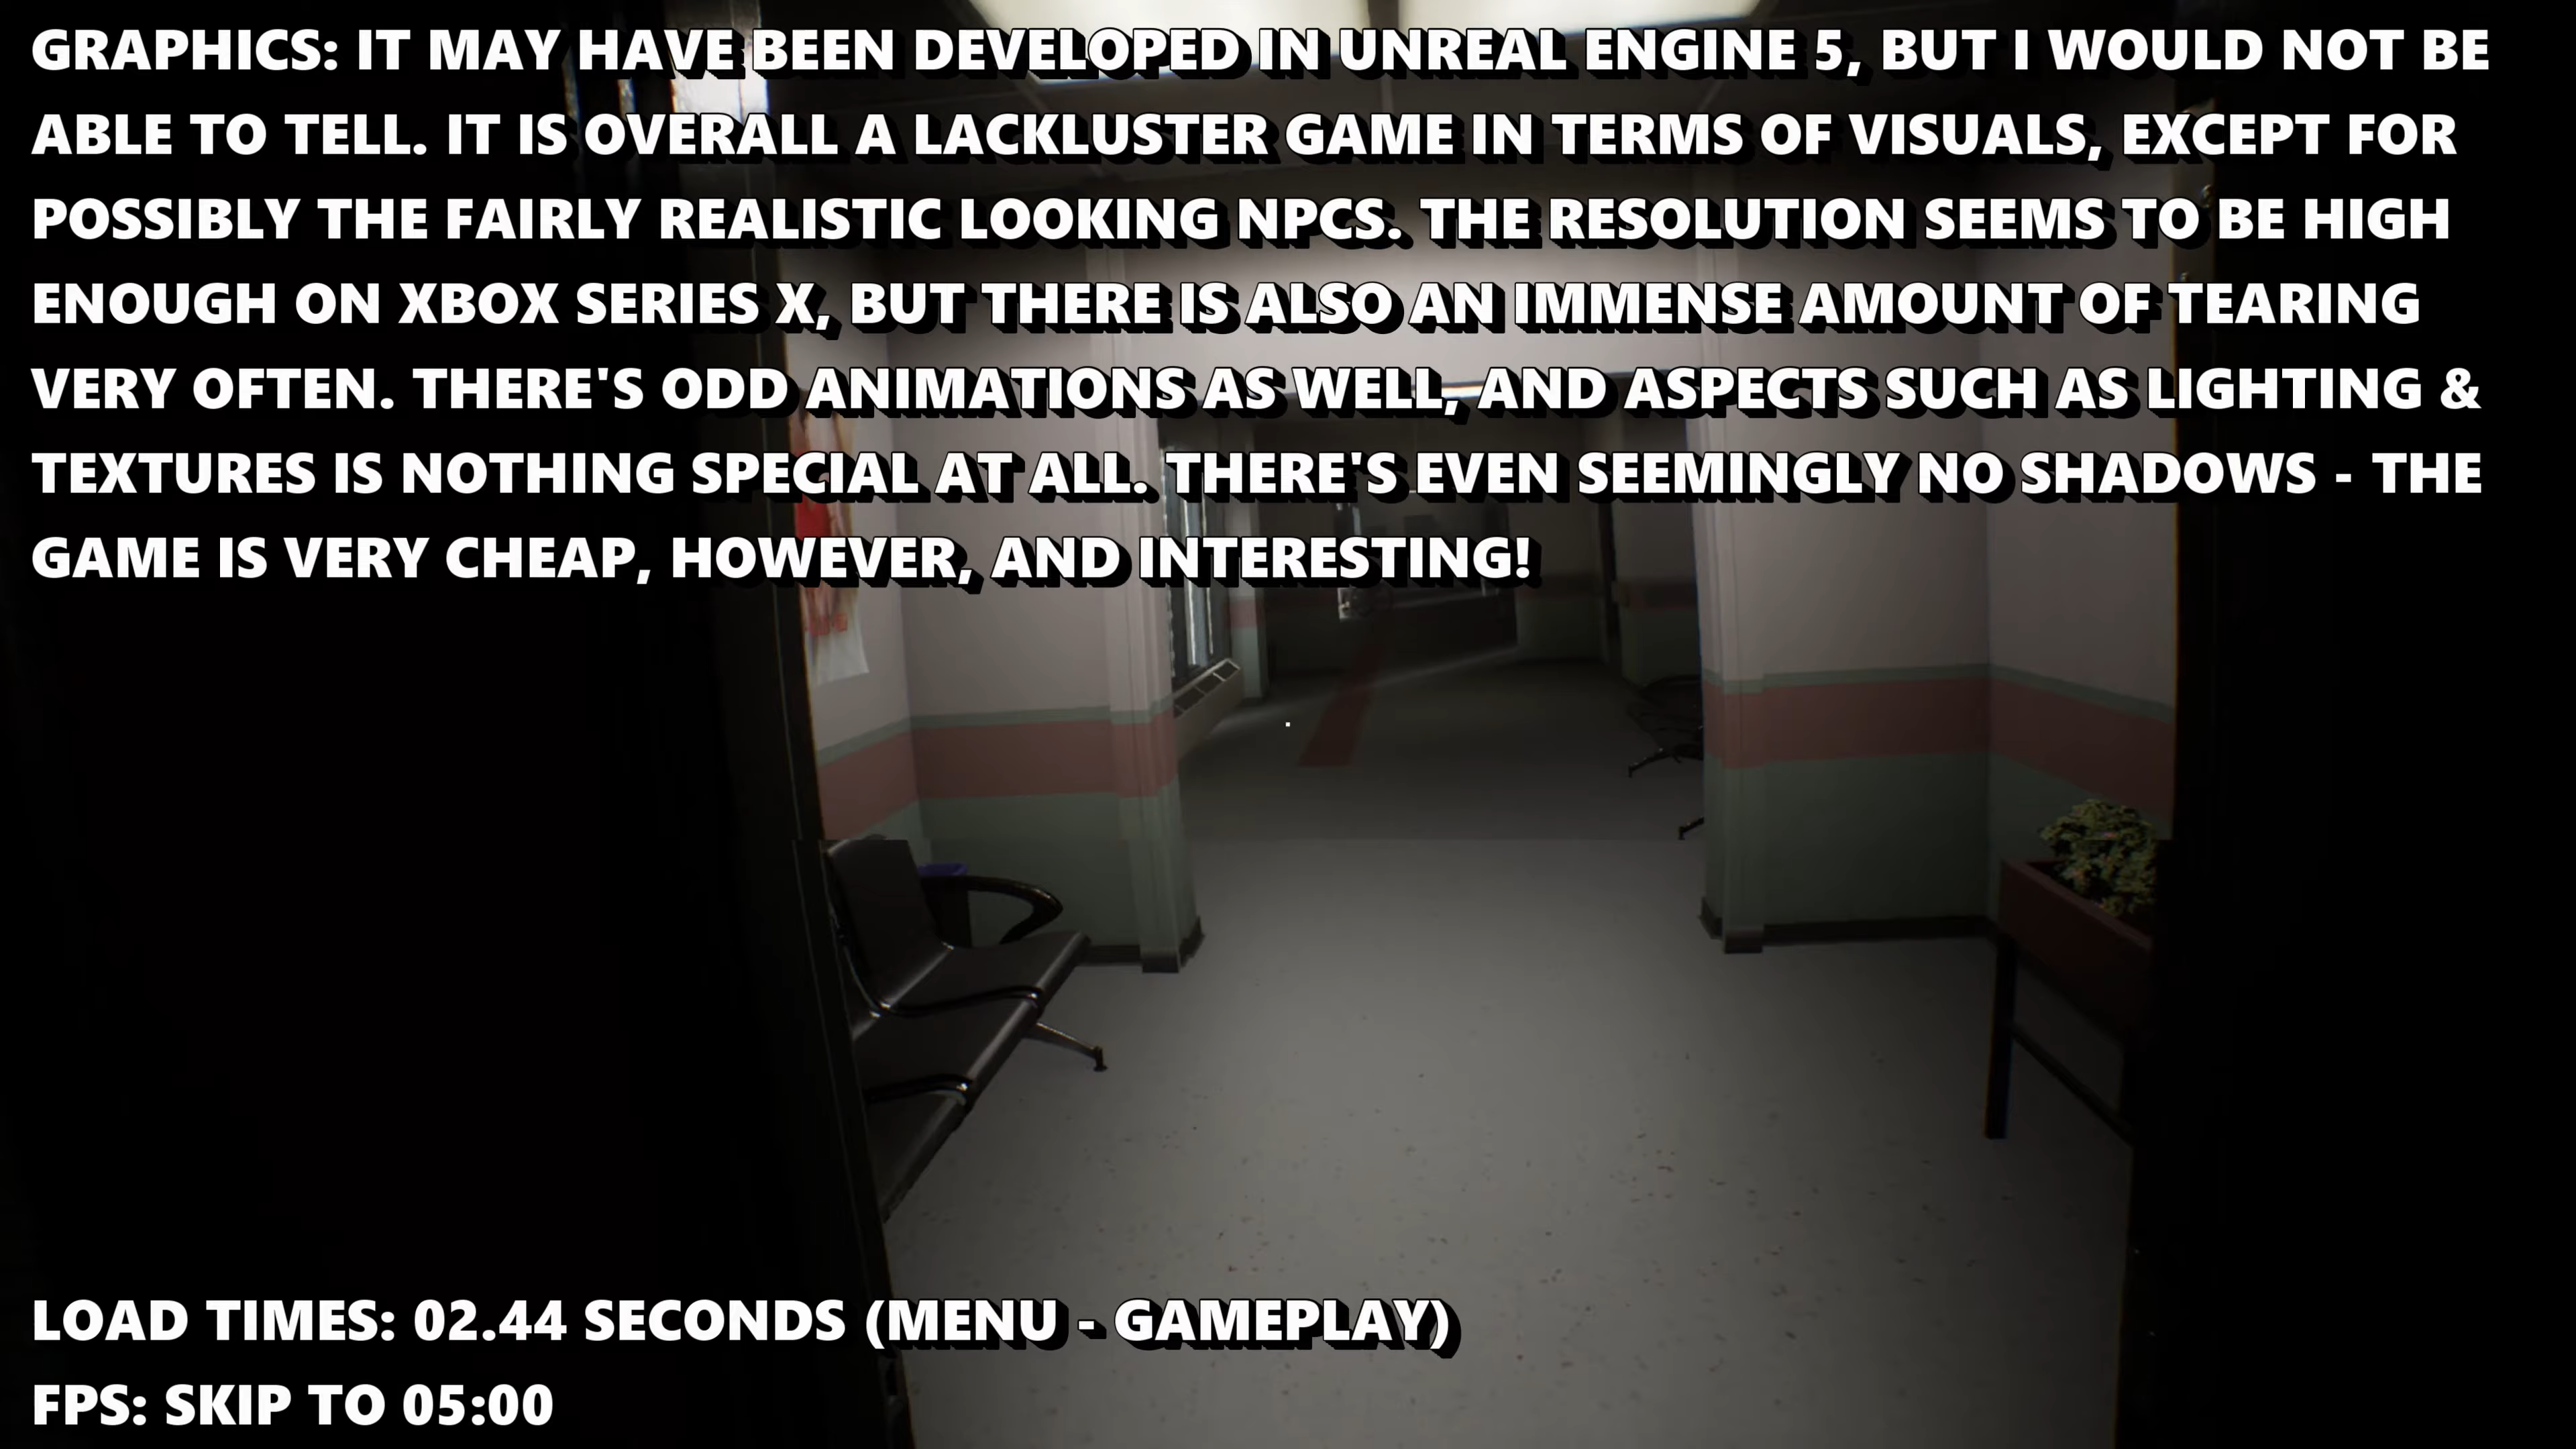 GRAPHICS: IT MAY HAVE BEEN DEVELOPED IN UNREAL ENGINE 5, BUT I WOULD NOT BE
ABLE TO TELL. IT IS OVERALL A LACKLUSTER GAME IN TERMS OF VISUALS, EXCEPT FOR
POSSIBLY THE FAIRLY REALISTIC LOOKING NPCS. THE RESOLUTION SEEMS TO BE HIGH
ENOUGH ON XBOX SERIES X, BUT THERE IS ALSO AN IMMENSE AMOUNT OF TEARING
VERY OFTEN. THERE'S ODD ANIMATIONS AS WELL, AND ASPECTS SUCH AS LIGHTING &
TEXTURES IS NOTHING SPECIAL AT ALL. THERE'S EVEN SEEMINGLY NO SHADOWS - THE
GAME IS VERY CHEAP, HOWEVER, AND INTERESTING!
LOAD TIMES: 02.44 SECONDS (MENU - GAMEPLAY)
FPS: SKIP TO 05:00